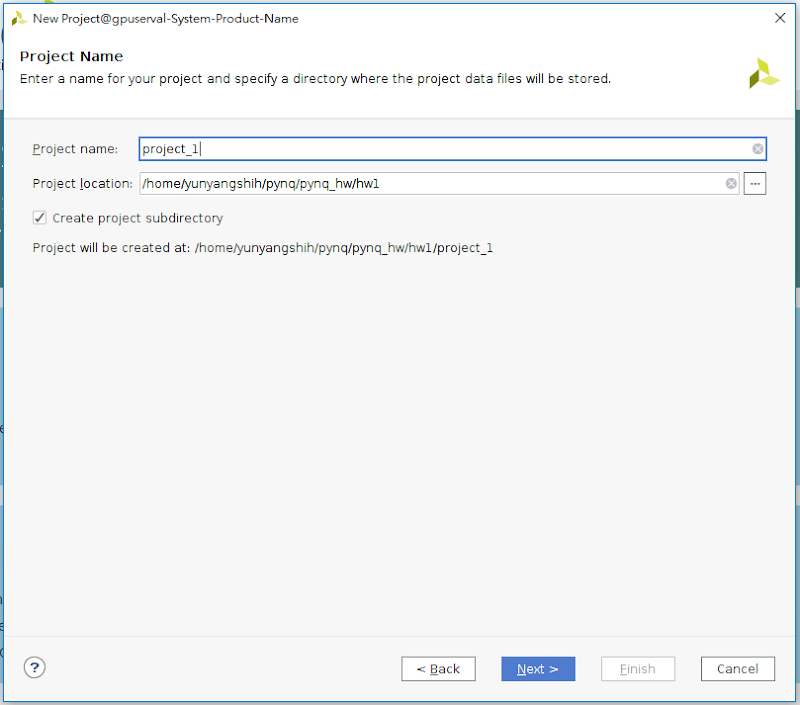 New Project@gpuserval-System-Product-Name
Project Name
Enter a name for your project and specify a directory where the project data files will be stored.
Project name: project_1
Project location: /home/yunyangshih/pynq/pynq_hw/hw1 ...
Create project subdirectory
Project will be created at: /home/yunyangshih/pynq/pynq_hw/hw1/project_1
? < Back Next > Finish Cancel